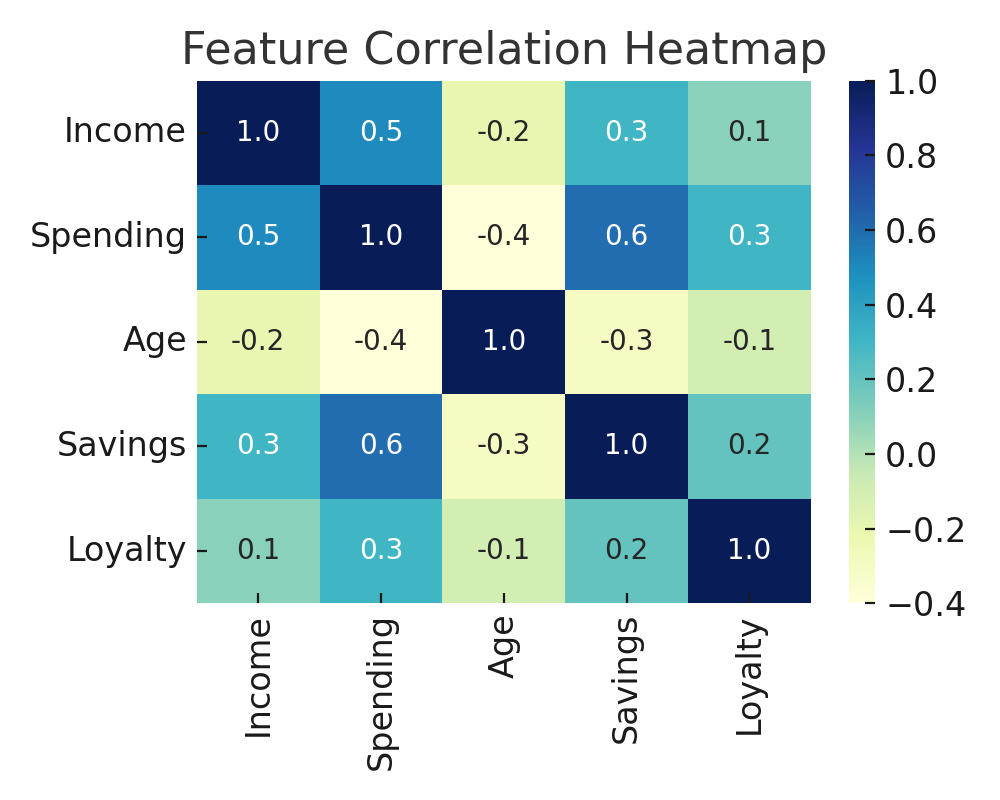 Feature Correlation Heatmap
Income 1.0 0.5 -0.2 0.3 0.1
Spending 0.5 1.0 -0.4 0.6 0.3
Age -0.2 -0.4 1.0 -0.3 -0.1
Savings 0.3 0.6 -0.3 1.0 0.2
Loyalty 0.1 0.3 -0.1 0.2 1.0
Income Spending Age Savings Loyalty
1.0
0.8
0.6
0.4
0.2
0.0
−0.2
−0.4